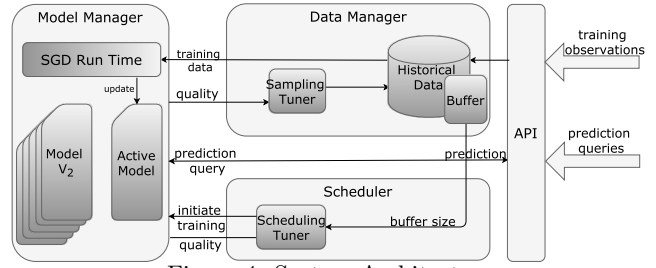 Model Manager
Data Manager
SGD Run Time
training
data
update
quality
Sampling
Tuner
Historical
Data
Buffer
API
training
observations
Model
V2
Active
Model
prediction
query
prediction
prediction
queries
Scheduler
initiate
training
quality
Scheduling
Tuner
buffer size